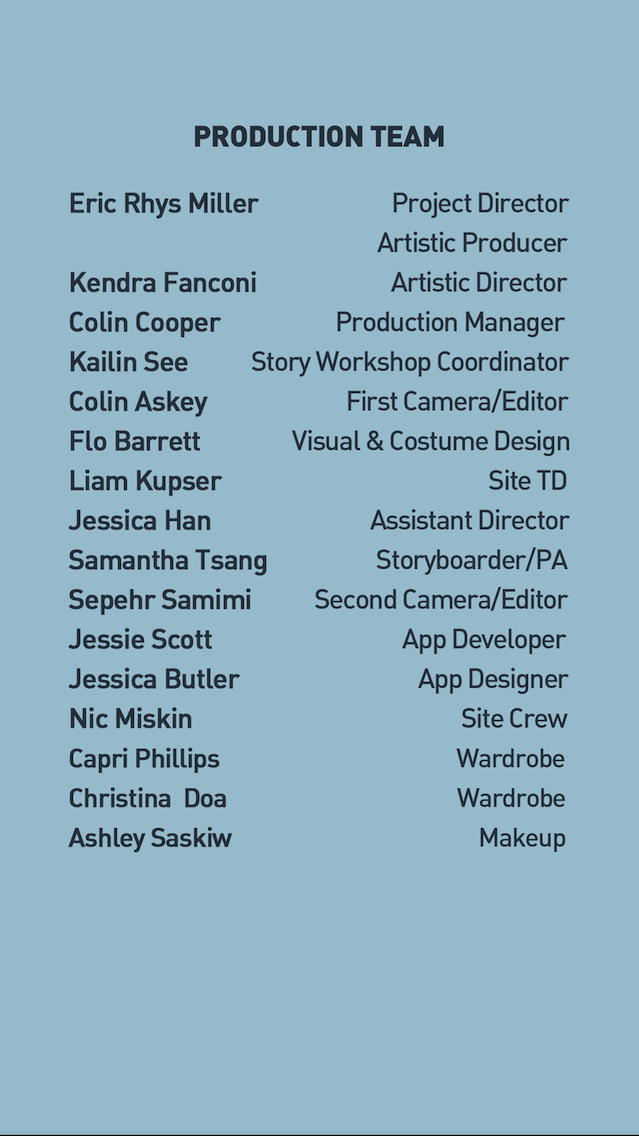 PRODUCTION TEAM
Eric Rhys Miller Project Director
Artistic Producer
Kendra Fanconi Artistic Director
Colin Cooper Production Manager
Kailin See Story Workshop Coordinator
Colin Askey First Camera/Editor
Flo Barrett Visual & Costume Design
Liam Kupser Site TD
Jessica Han Assistant Director
Samantha Tsang Storyboarder/PA
Sepehr Samimi Second Camera/Editor
Jessie Scott App Developer
Jessica Butler App Designer
Nic Miskin Site Crew
Capri Phillips Wardrobe
Christina Doa Wardrobe
Ashley Saskiw Makeup